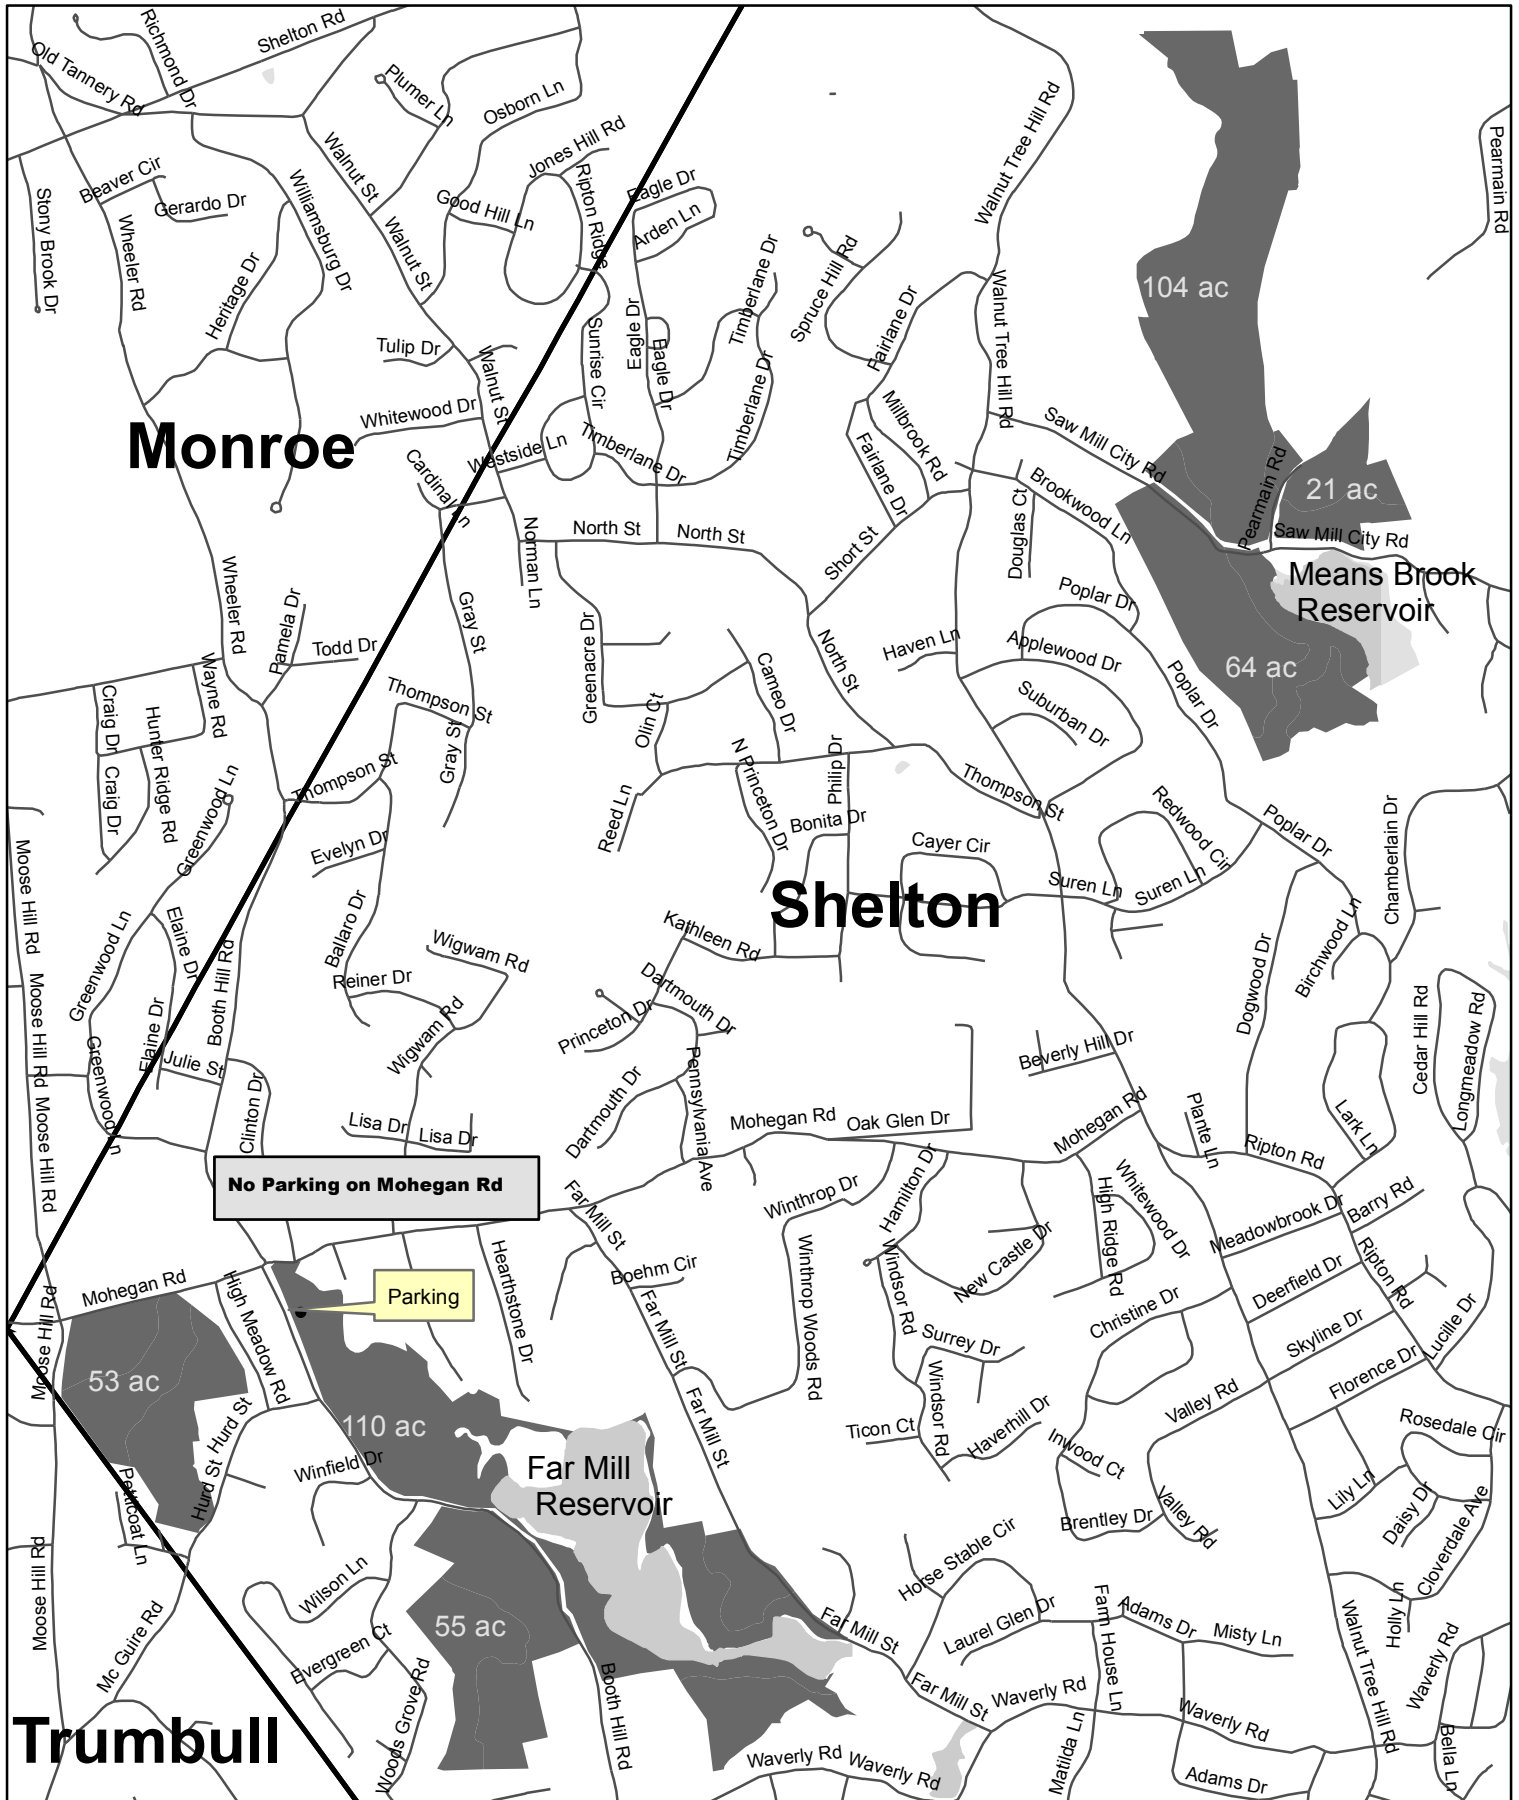 Richmond Dr
Shelton Rd
Old Tannery Rd
Plumer Ln
Osborn Ln
Walnut Tree Hill Rd
Pearmain Rd
Beaver Cir
Gerardo Dr
Stony Brook Dr
Wheeler Rd
Williamsburg Dr
Walnut St
Walnut St
Good Hill Ln
Jones Hill Rd
Ripton Ridge
Eagle Dr
Arden Ln
Heritage Dr
Tulip Dr
Walnut St
Sunrise Cir
Eagle Dr
Eagle Dr
Timberlane Dr
Timberlane Dr
Spruce Hill Rd
Fairlane Dr
Walnut Tree Hill Rd
104 ac
Monroe
Whitewood Dr
Cardinal Ln
Westside Ln
Timberlane Dr
Millbrook Rd
Fairlane Dr
Saw Mill City Rd
Pearmain Rd
21 ac
Saw Mill City Rd
Means Brook
Reservoir
64 ac
Norman Ln
North St
North St
Short St
Douglas Ct
Brookwood Ln
Wheeler Rd
Pamela Dr
Todd Dr
Gray St
Greenacre Dr
North St
Haven Ln
Poplar Dr
Applewood Dr
Suburban Dr
Poplar Dr
Wayne Rd
Craig Dr
Hunter Ridge Rd
Craig Dr
Thompson St
Gray St
Thompson St
Olin Ct
Cameo Dr
N Princeton Dr
Philip Dr
Thompson St
Reed Ln
Bonita Dr
Cayer Cir
Redwood Cir
Suren Ln
Suren Ln
Poplar Dr
Chamberlain Dr
Greenwood Ln
Evelyn Dr
Shelton
Moose Hill Rd
Greenwood Ln
Elaine Dr
Booth Hill Rd
Ballaro Dr
Wigwam Rd
Reiner Dr
Wigwam Rd
Kathleen Rd
Dartmouth Dr
Princeton Dr
Dogwood Dr
Birchwood Ln
Moose Hill Rd
Elaine Dr
Julie St
Greenwood Ln
Clinton Dr
Dartmouth Dr
Pennsylvania Ave
Beverly Hill Dr
Cedar Hill Rd
Longmeadow Rd
Moose Hill Rd
Lisa Dr
Lisa Dr
Mohegan Rd
Oak Glen Dr
Mohegan Rd
Plante Ln
Ripton Rd
Lark Ln
No Parking on Mohegan Rd
Far Mill St
Winthrop Dr
Hamilton Dr
High Ridge Rd
Whitewood Dr
Meadowbrook Dr
Barry Rd
Mohegan Rd
High Meadow Rd
Parking
Hearthstone Dr
Boehm Cir
Far Mill St
Winthrop Woods Rd
Windsor Rd
New Castle Dr
Christine Dr
Deerfield Dr
Ripton Rd
Moose Hill Rd
53 ac
Surrey Dr
Skyline Dr
Lucille Dr
Florence Dr
110 ac
Hurd St
Hurd St
Winfield Dr
Far Mill St
Far Mill
Reservoir
Ticon Ct
Windsor Rd
Haverhill Dr
Inwood Ct
Valley Rd
Rosedale Cir
Petticoat Ln
Brentley Dr
Valley Rd
Lily Ln
Daisy Dr
Cloverdale Ave
Moose Hill Rd
Wilson Ln
Horse Stable Cir
Mc Guire Rd
Evergreen Ct
55 ac
Far Mill St
Laurel Glen Dr
Farm House Ln
Adams Dr
Misty Ln
Holly Ln
Walnut Tree Hill Rd
Waverly Rd
Booth Hill Rd
Far Mill St
Waverly Rd
Waverly Rd
Trumbull
Woods Grove Rd
Waverly Rd
Waverly Rd
Matilda Ln
Adams Dr
Bella Ln